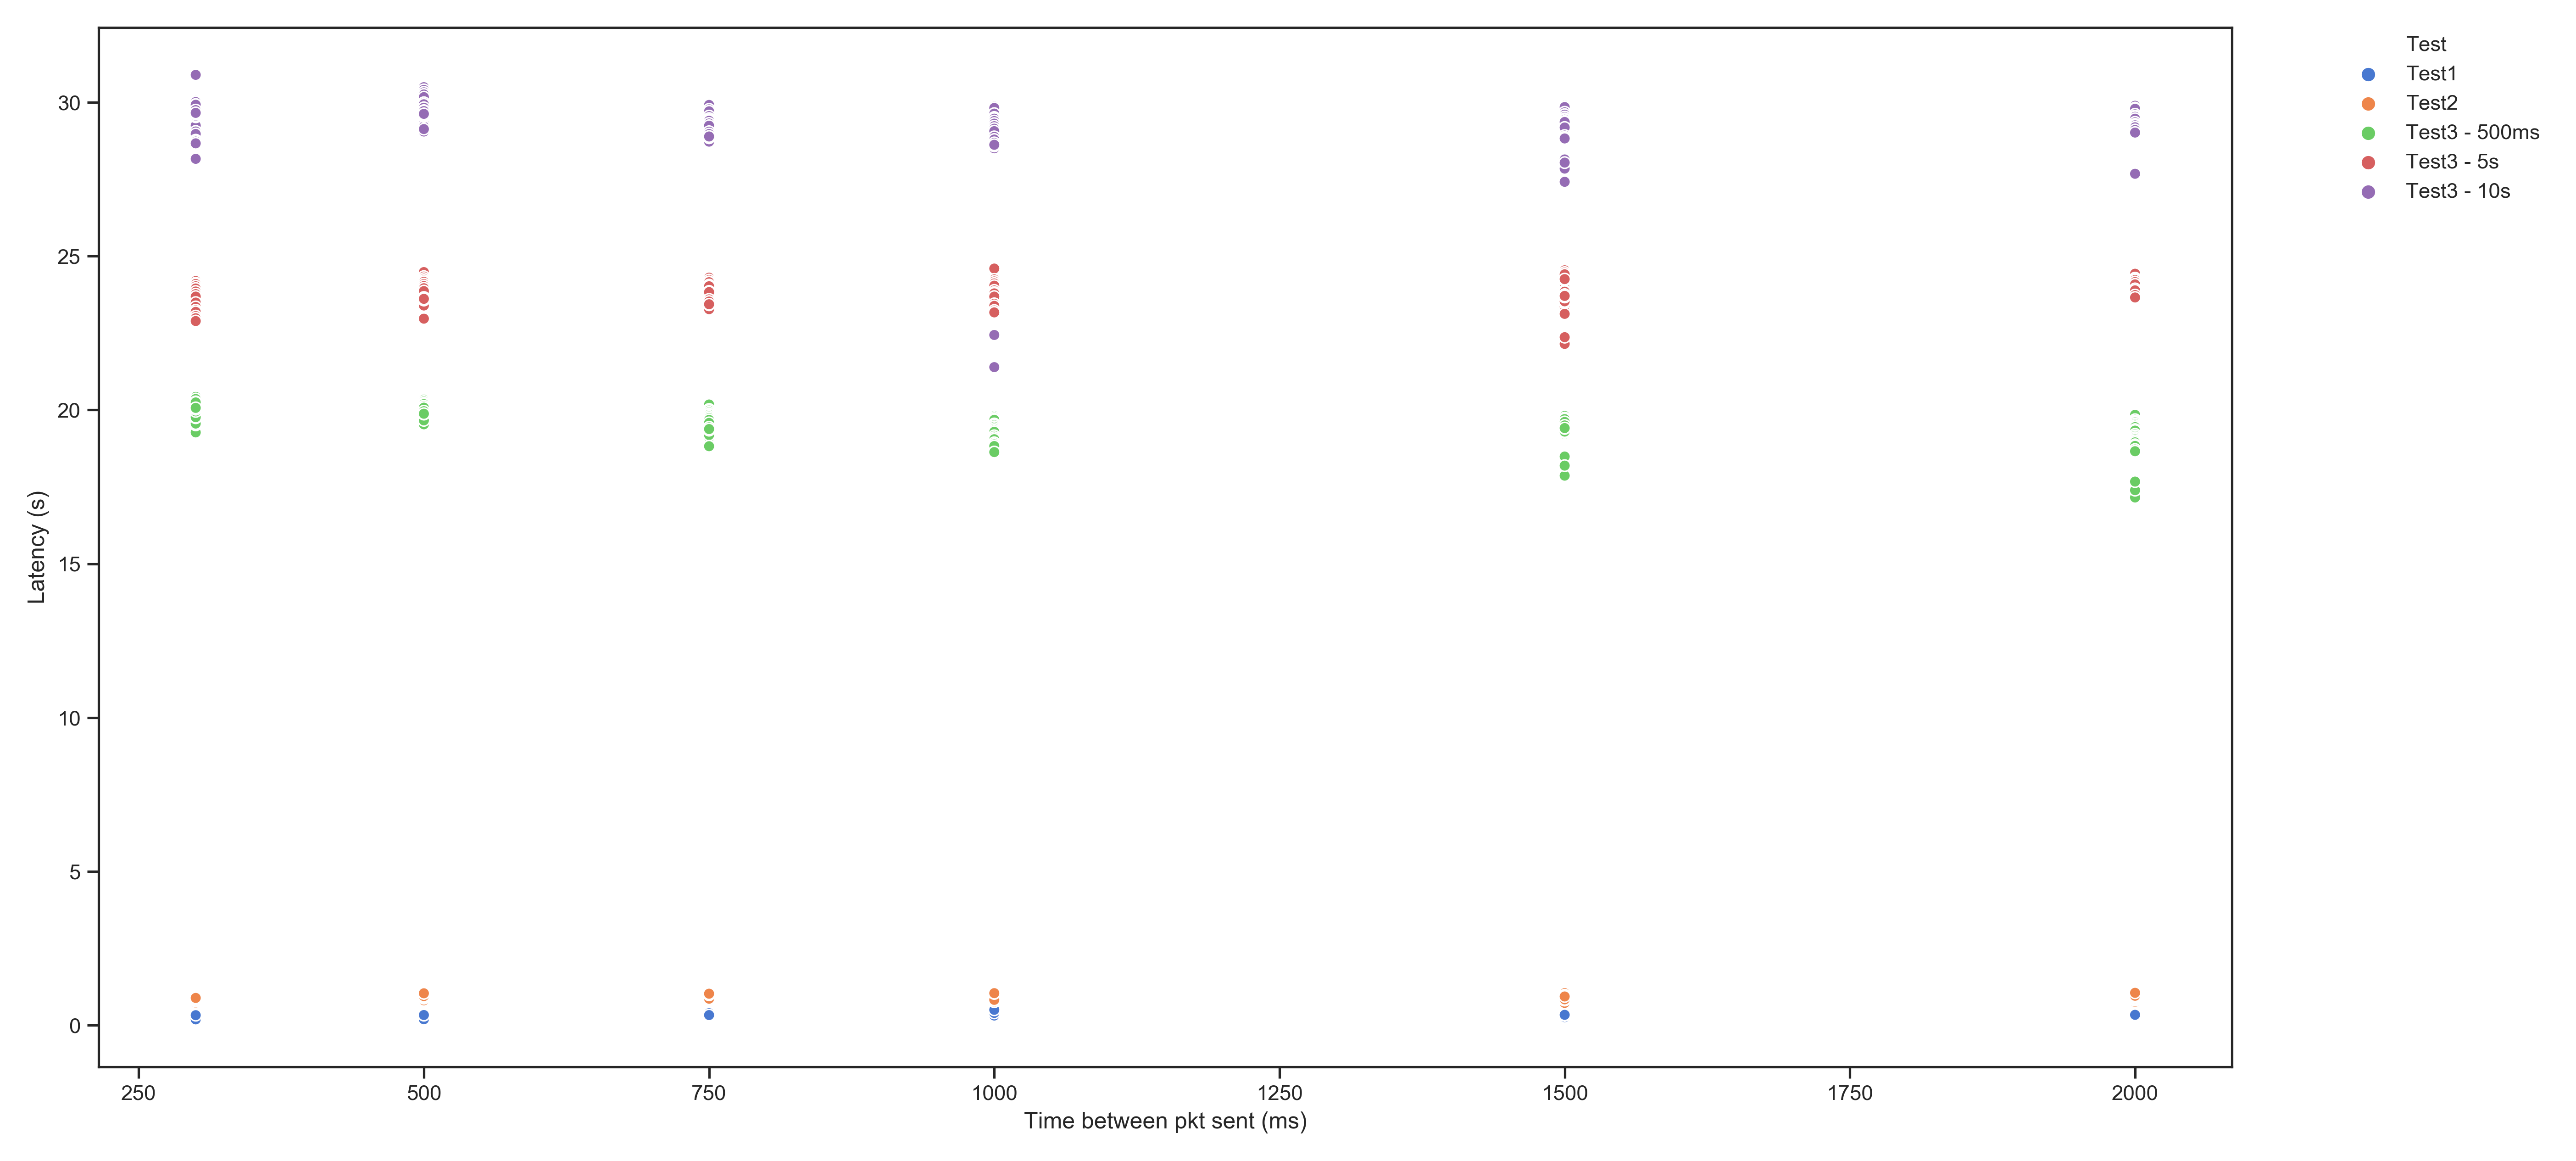 Test
Test1
Test2
Test3 - 500ms
Test3 - 5s
Test3 - 10s
Latency (s)
30
25
20
15
10
5
0
250 500 750 1000 1250 1500 1750 2000
Time between pkt sent (ms)